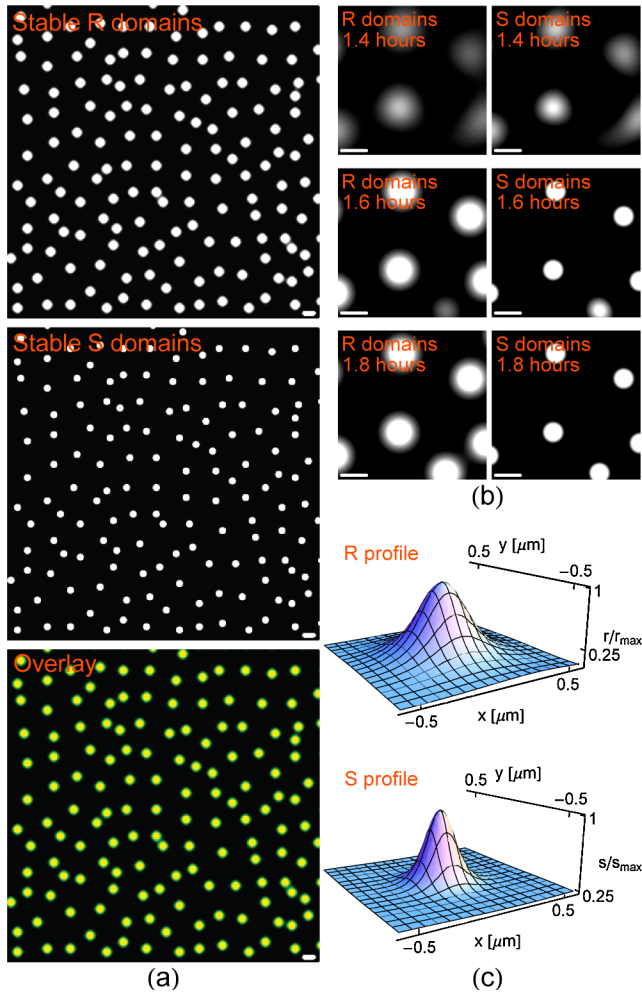 Stable R domains
Stable S domains
Overlay
(a)
R domains
1.4 hours
S domains
1.4 hours
R domains
1.6 hours
S domains
1.6 hours
R domains
1.8 hours
S domains
1.8 hours
(b)
R profile
y [μm]
0.5
−0.5
1
r/rmax
0.25
0.5
x [μm]
−0.5
S profile
y [μm]
0.5
−0.5
1
s/smax
0.25
0.5
x [μm]
−0.5
(c)